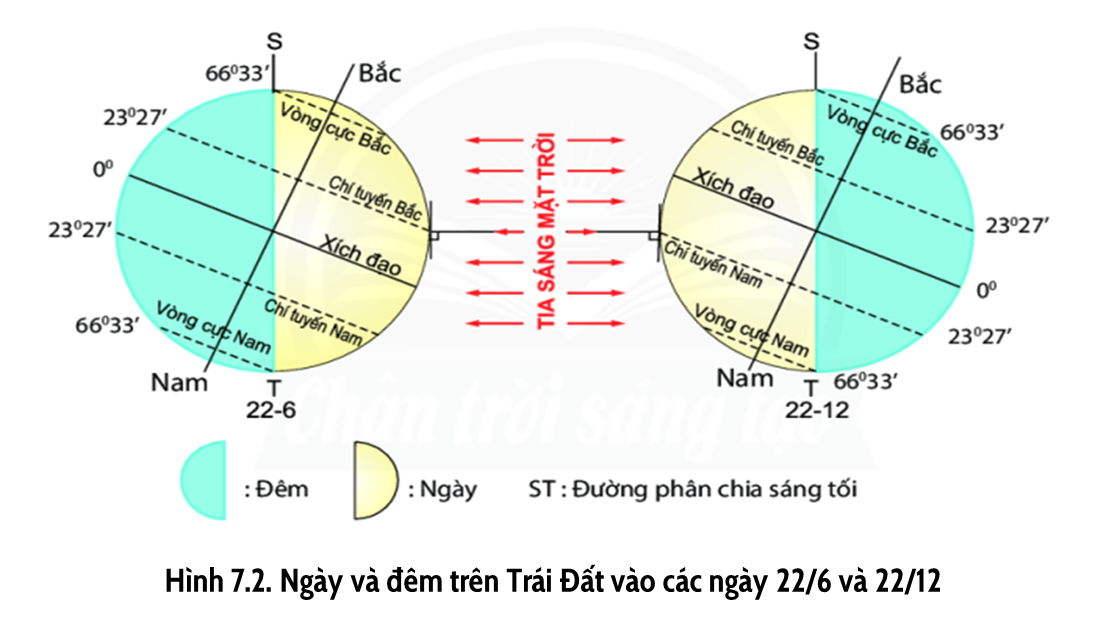 S
66⁰33’
Bắc
23⁰27’
Vòng cực Bắc
0⁰
Chí tuyến Bắc
23⁰27’
Xích đạo
Vòng cực Nam
Chí tuyến Nam
66⁰33’
Nam
T
22-6
TIA SÁNG MẶT TRỜI
S
Bắc
Vòng cực Bắc
66⁰33’
Chí tuyến Bắc
Xích đạo
23⁰27’
Chí tuyến Nam
0⁰
Vòng cực Nam
23⁰27’
Nam
T
66⁰33’
22-12
Chân trời sáng tạo
: Đêm
: Ngày
ST : Đường phân chia sáng tối
Hình 7.2. Ngày và đêm trên Trái Đất vào các ngày 22/6 và 22/12